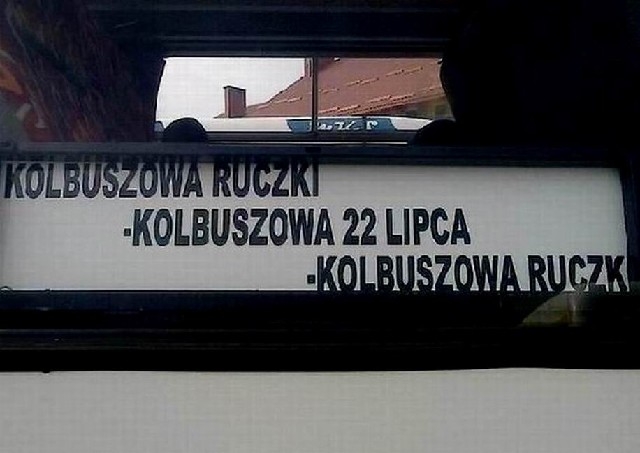 KOLBUSZOWA RUCZKI
-KOLBUSZOWA 22 LIPCA
-KOLBUSZOWA RUCZK